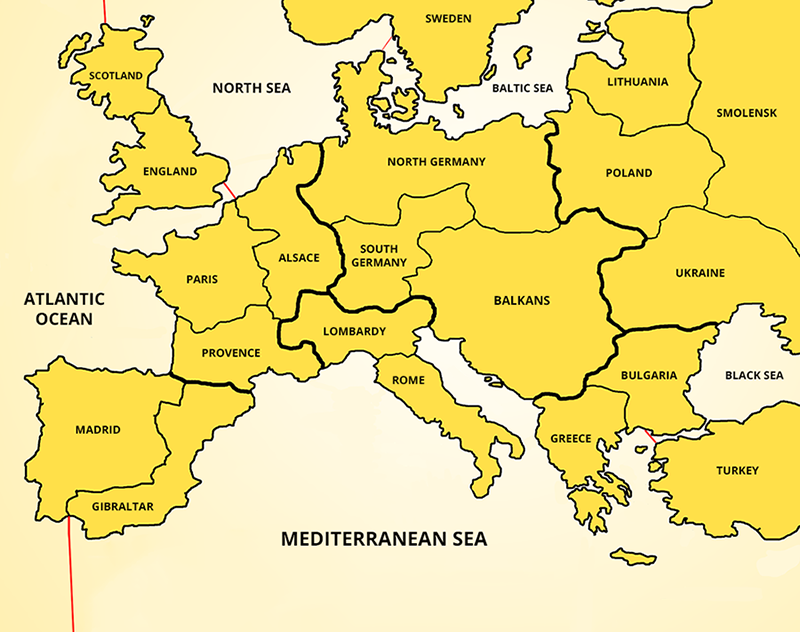 SWEDEN
SCOTLAND
NORTH SEA
BALTIC SEA
LITHUANIA
SMOLENSK
ENGLAND
NORTH GERMANY
POLAND
SOUTH
GERMANY
ALSACE
PARIS
UKRAINE
ATLANTIC
OCEAN
BALKANS
LOMBARDY
PROVENCE
ROME
BULGARIA
BLACK SEA
MADRID
GREECE
TURKEY
GIBRALTAR
MEDITERRANEAN SEA